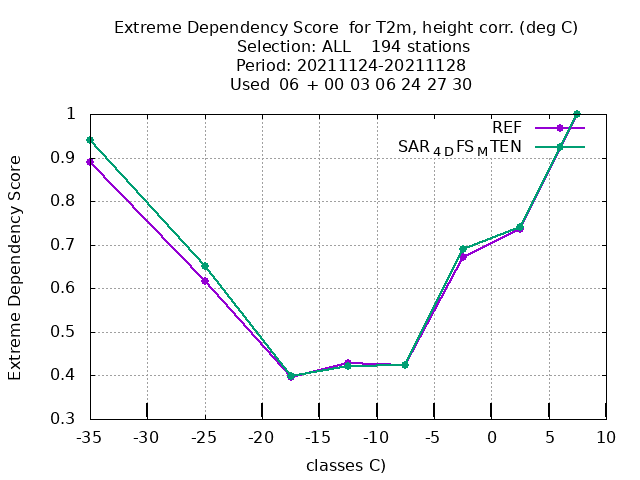 Extreme Dependency Score  for T2m, height corr. (deg C)
Selection: ALL    194 stations
Period: 20211124-20211128
Used  06  + 00 03 06 24 27 30
REF
SAR4DFSMTEN
Extreme Dependency Score
1
0.9
0.8
0.7
0.6
0.5
0.4
0.3
-35 -30 -25 -20 -15 -10 -5 0 5 10
classes C)